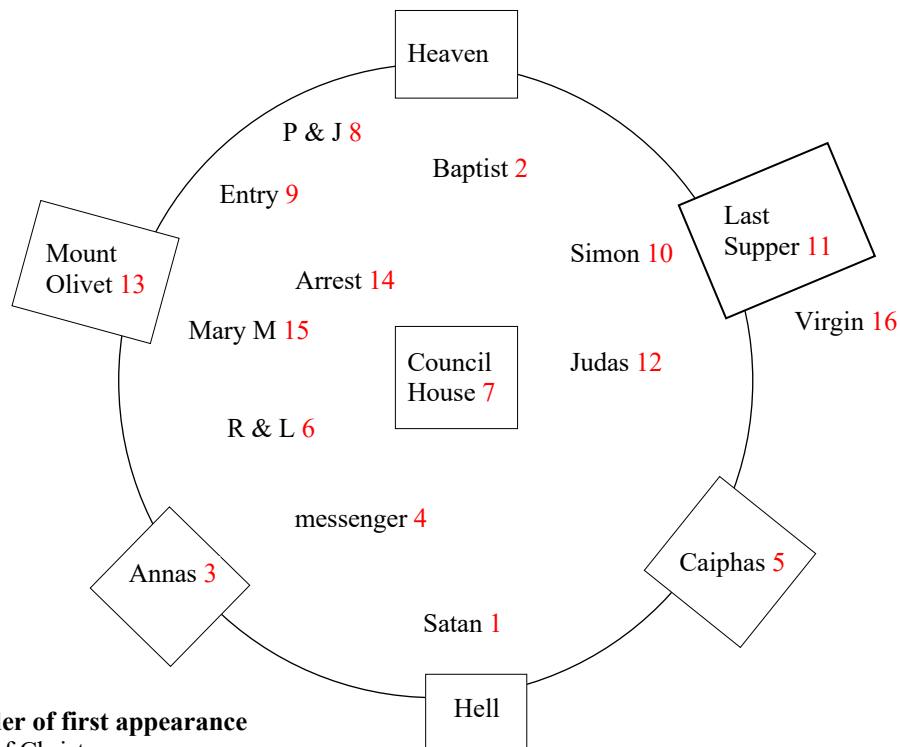 Heaven
P & J 8
Baptist 2
Entry 9
Last
Supper 11
Mount
Olivet 13
Simon 10
Arrest 14
Virgin 16
Mary M 15
Council
House 7
Judas 12
R & L 6
messenger 4
Annas 3
Caiphas 5
Satan 1
Hell
of first appearance